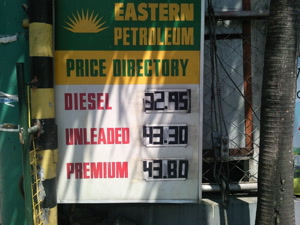 EASTERN
PETROLEUM
PRICE DIRECTORY
DIESEL 32.95
UNLEADED 43.30
PREMIUM 43.80